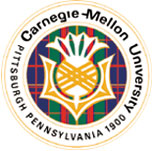 Carnegie-Mellon University
PITTSBURGH PENNSYLVANIA 1900